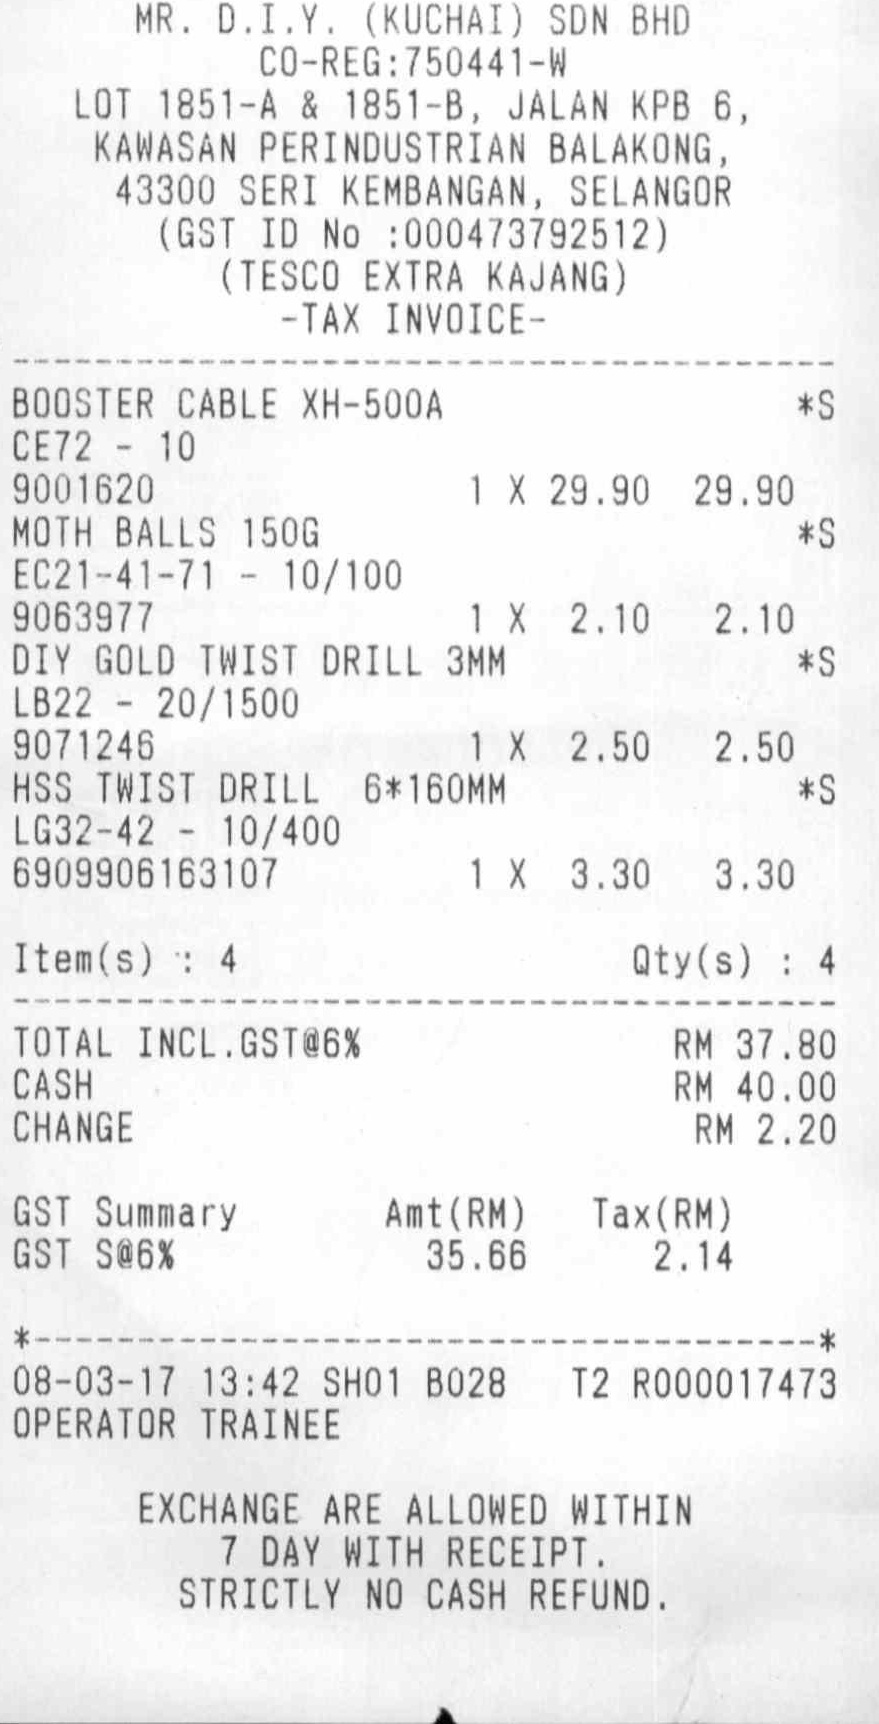 MR. D.I.Y. (KUCHAI) SDN BHD
CO-REG:750441-W
LOT 1851-A & 1851-B, JALAN KPB 6,
KAWASAN PERINDUSTRIAN BALAKONG,
43300 SERI KEMBANGAN, SELANGOR
(GST ID No :000473792512)
(TESCO EXTRA KAJANG)
-TAX INVOICE-
BOOSTER CABLE XH-500A *S
CE72 - 10
9001620 1 X 29.90 29.90
MOTH BALLS 150G *S
EC21-41-71 - 10/100
9063977 1 X 2.10 2.10
DIY GOLD TWIST DRILL 3MM *S
LB22 - 20/1500
9071246 1 X 2.50 2.50
HSS TWIST DRILL 6*160MM *S
LG32-42 - 10/400
6909906163107 1 X 3.30 3.30
Item(s) : 4 Qty(s) : 4
TOTAL INCL.GST@6% RM 37.80
CASH RM 40.00
CHANGE RM 2.20
GST Summary Amt(RM) Tax(RM)
GST S@6% 35.66 2.14
*--------------------------------------*
08-03-17 13:42 SH01 B028 T2 R000017473
OPERATOR TRAINEE
EXCHANGE ARE ALLOWED WITHIN
7 DAY WITH RECEIPT.
STRICTLY NO CASH REFUND.